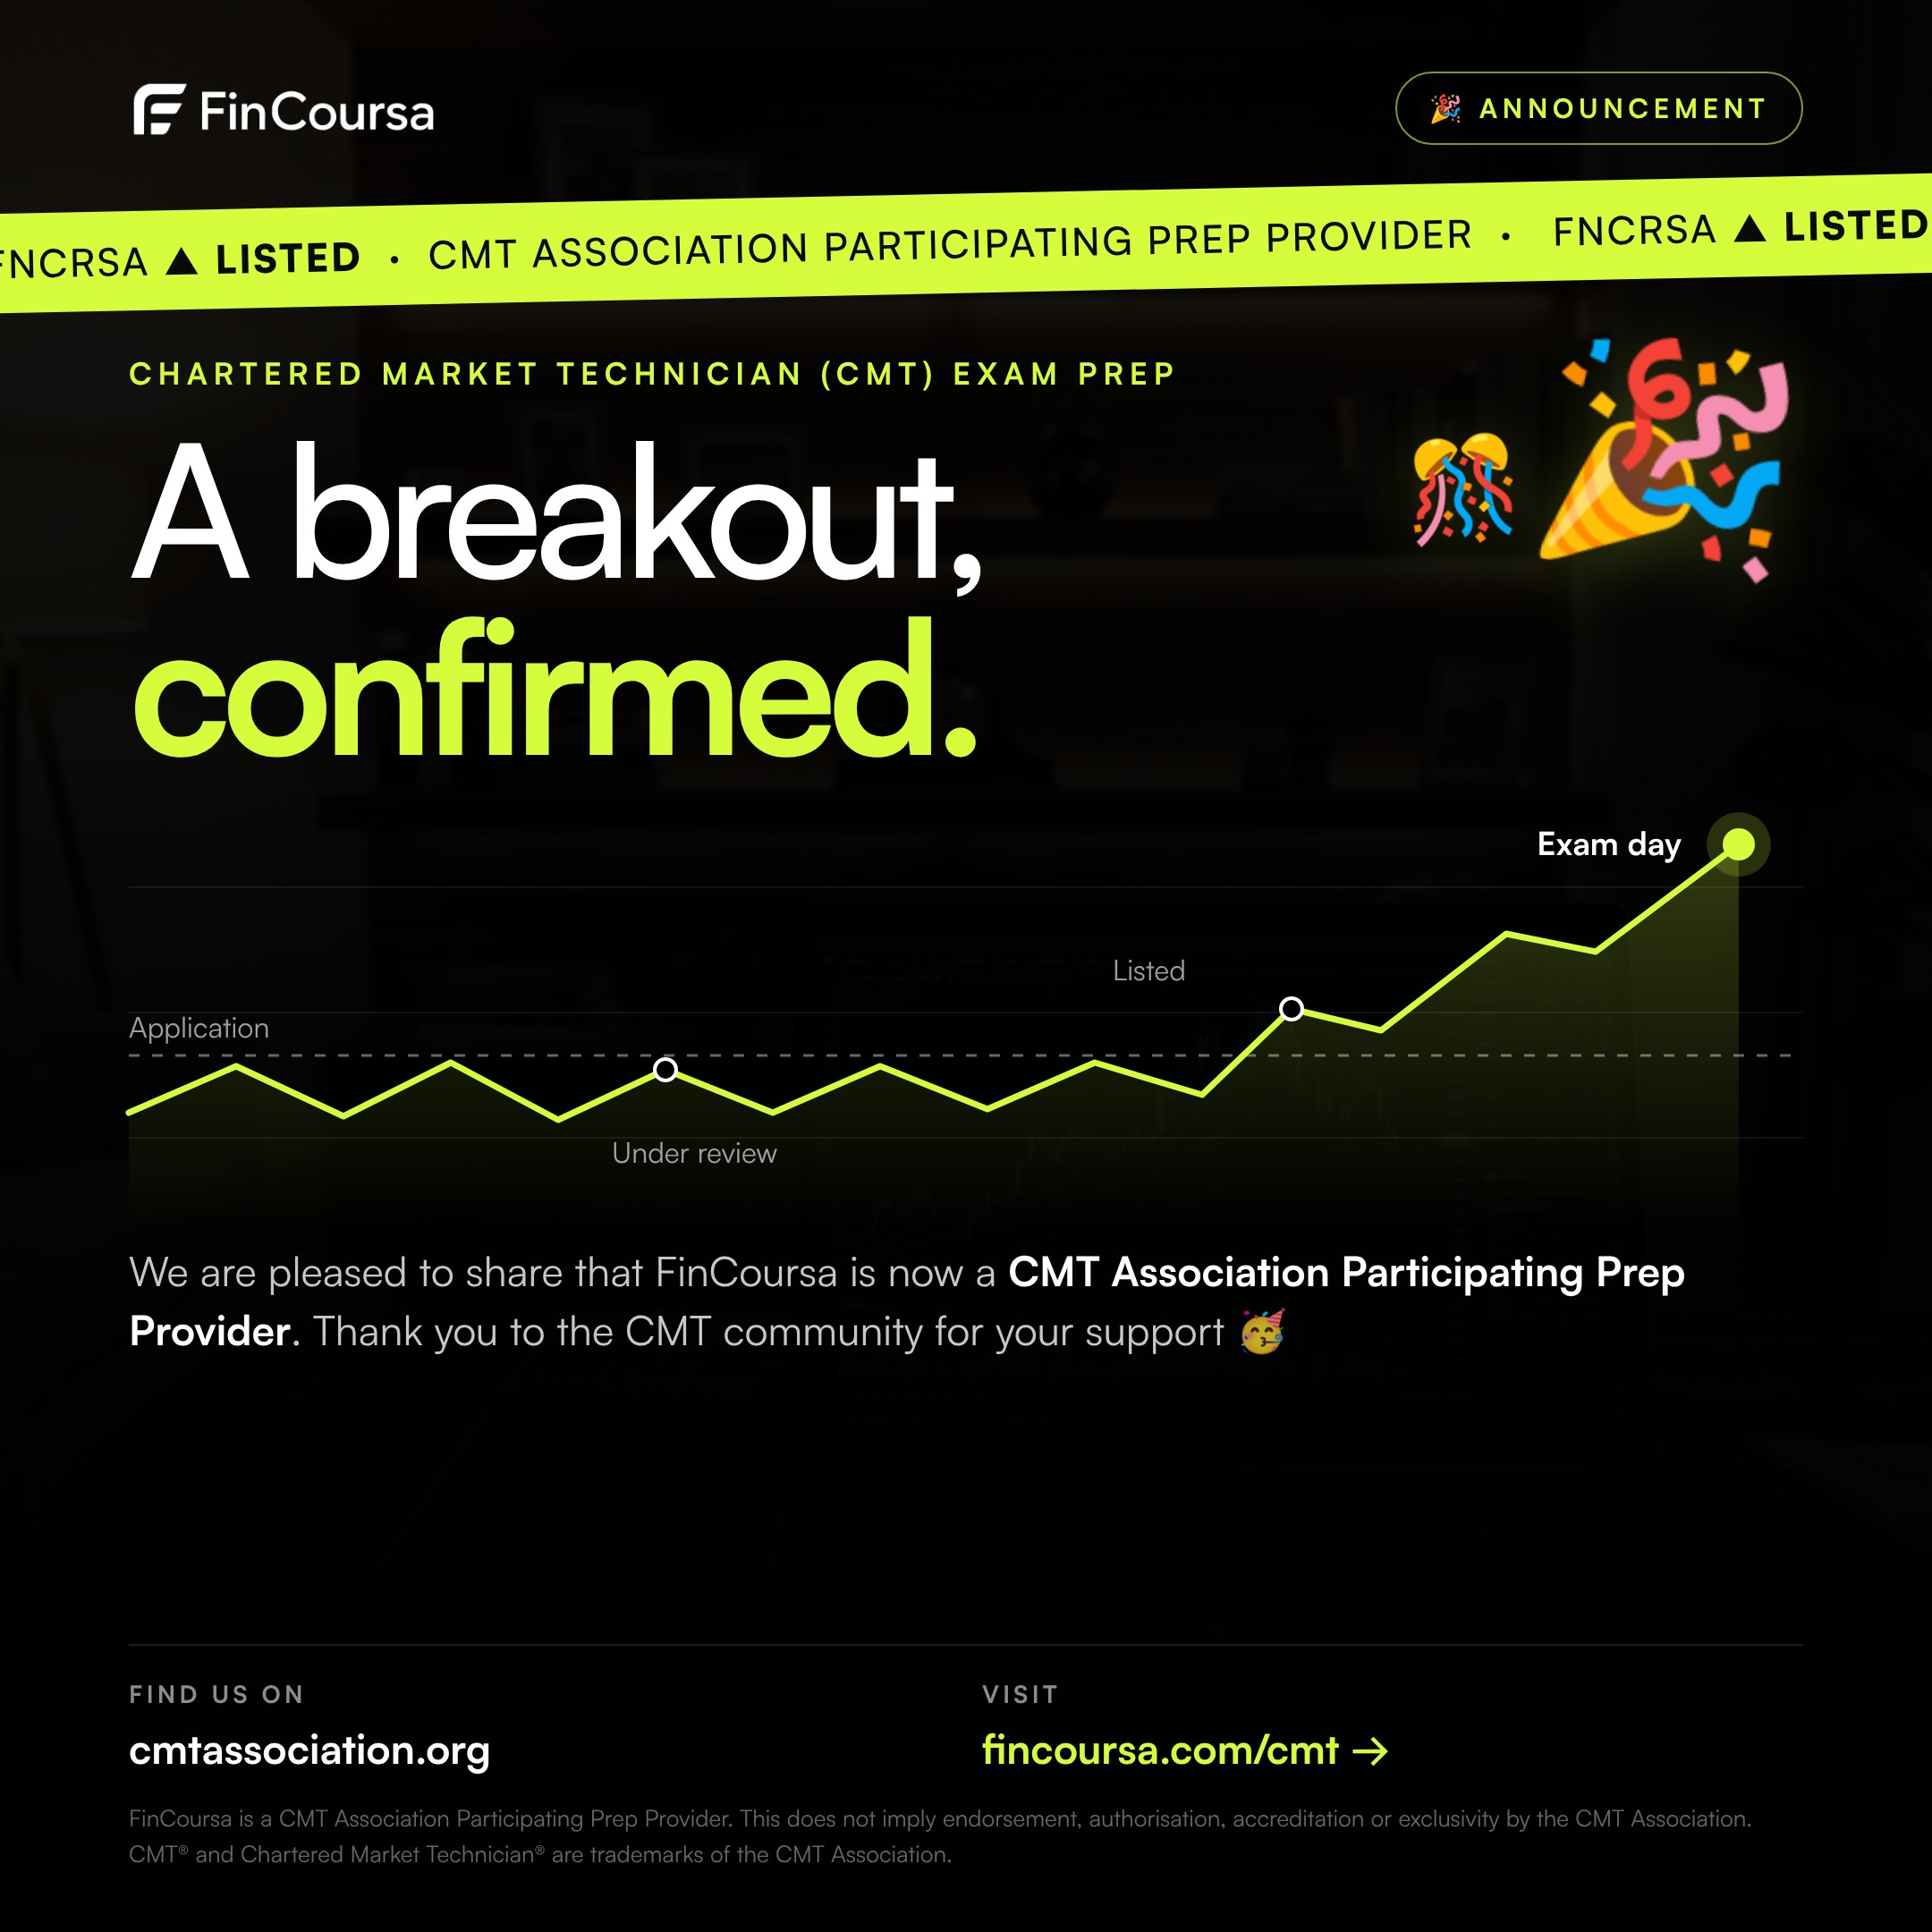 FinCoursa
🎉 ANNOUNCEMENT
FNCRSA ▲ LISTED · CMT ASSOCIATION PARTICIPATING PREP PROVIDER · FNCRSA ▲ LISTED
CHARTERED MARKET TECHNICIAN (CMT) EXAM PREP
A breakout,
confirmed.
Exam day
Listed
Application
Under review
We are pleased to share that FinCoursa is now a CMT Association Participating Prep
Provider. Thank you to the CMT community for your support 🥳
FIND US ON
cmtassociation.org
VISIT
fincoursa.com/cmt →
FinCoursa is a CMT Association Participating Prep Provider. This does not imply endorsement, authorisation, accreditation or exclusivity by the CMT Association.
CMT® and Chartered Market Technician® are trademarks of the CMT Association.